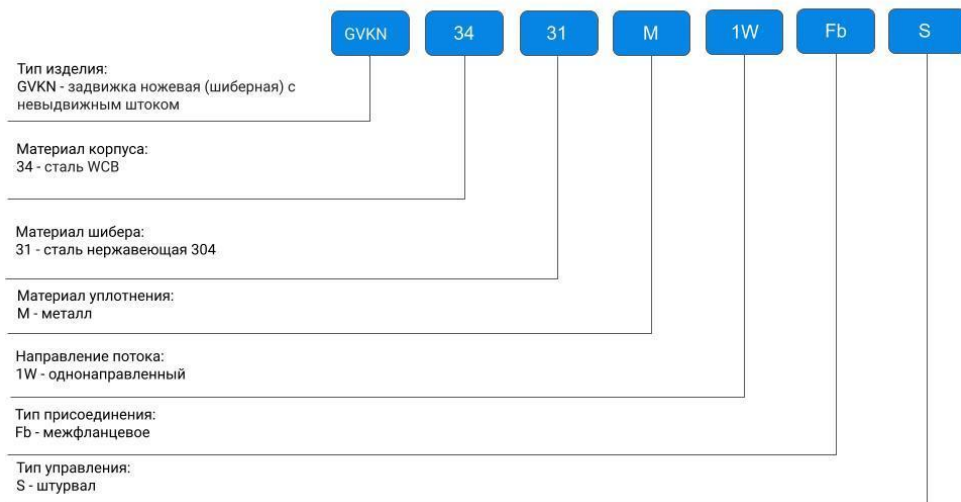 GVKN 34 31 M 1W Fb S
Тип изделия:
GVKN - задвижка ножевая (шиберная) с
невыдвижным штоком
Материал корпуса:
34 - сталь WCB
Материал шибера:
31 - сталь нержавеющая 304
Материал уплотнения:
M - металл
Направление потока:
1W - однонаправленный
Тип присоединения:
Fb - межфланцевое
Тип управления:
S - штурвал